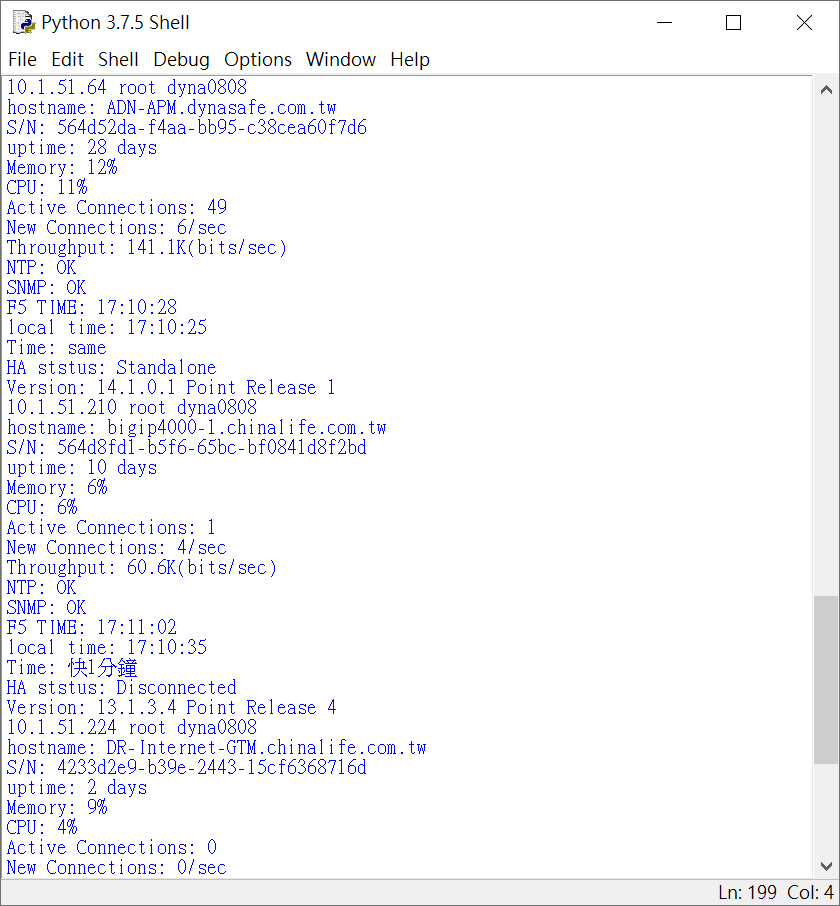 Python 3.7.5 Shell
File Edit Shell Debug Options Window Help
10.1.51.64 root dyna0808
hostname: ADN-APM.dynasafe.com.tw
S/N: 564d52da-f4aa-bb95-c38cea60f7d6
uptime: 28 days
Memory: 12%
CPU: 11%
Active Connections: 49
New Connections: 6/sec
Throughput: 141.1K(bits/sec)
NTP: OK
SNMP: OK
F5 TIME: 17:10:28
local time: 17:10:25
Time: same
HA ststus: Standalone
Version: 14.1.0.1 Point Release 1
10.1.51.210 root dyna0808
hostname: bigip4000-1.chinalife.com.tw
S/N: 564d8fd1-b5f6-65bc-bf0841d8f2bd
uptime: 10 days
Memory: 6%
CPU: 6%
Active Connections: 1
New Connections: 4/sec
Throughput: 60.6K(bits/sec)
NTP: OK
SNMP: OK
F5 TIME: 17:11:02
local time: 17:10:35
Time: 快1分鐘
HA ststus: Disconnected
Version: 13.1.3.4 Point Release 4
10.1.51.224 root dyna0808
hostname: DR-Internet-GTM.chinalife.com.tw
S/N: 4233d2e9-b39e-2443-15cf6368716d
uptime: 2 days
Memory: 9%
CPU: 4%
Active Connections: 0
New Connections: 0/sec
Ln: 199 Col: 4